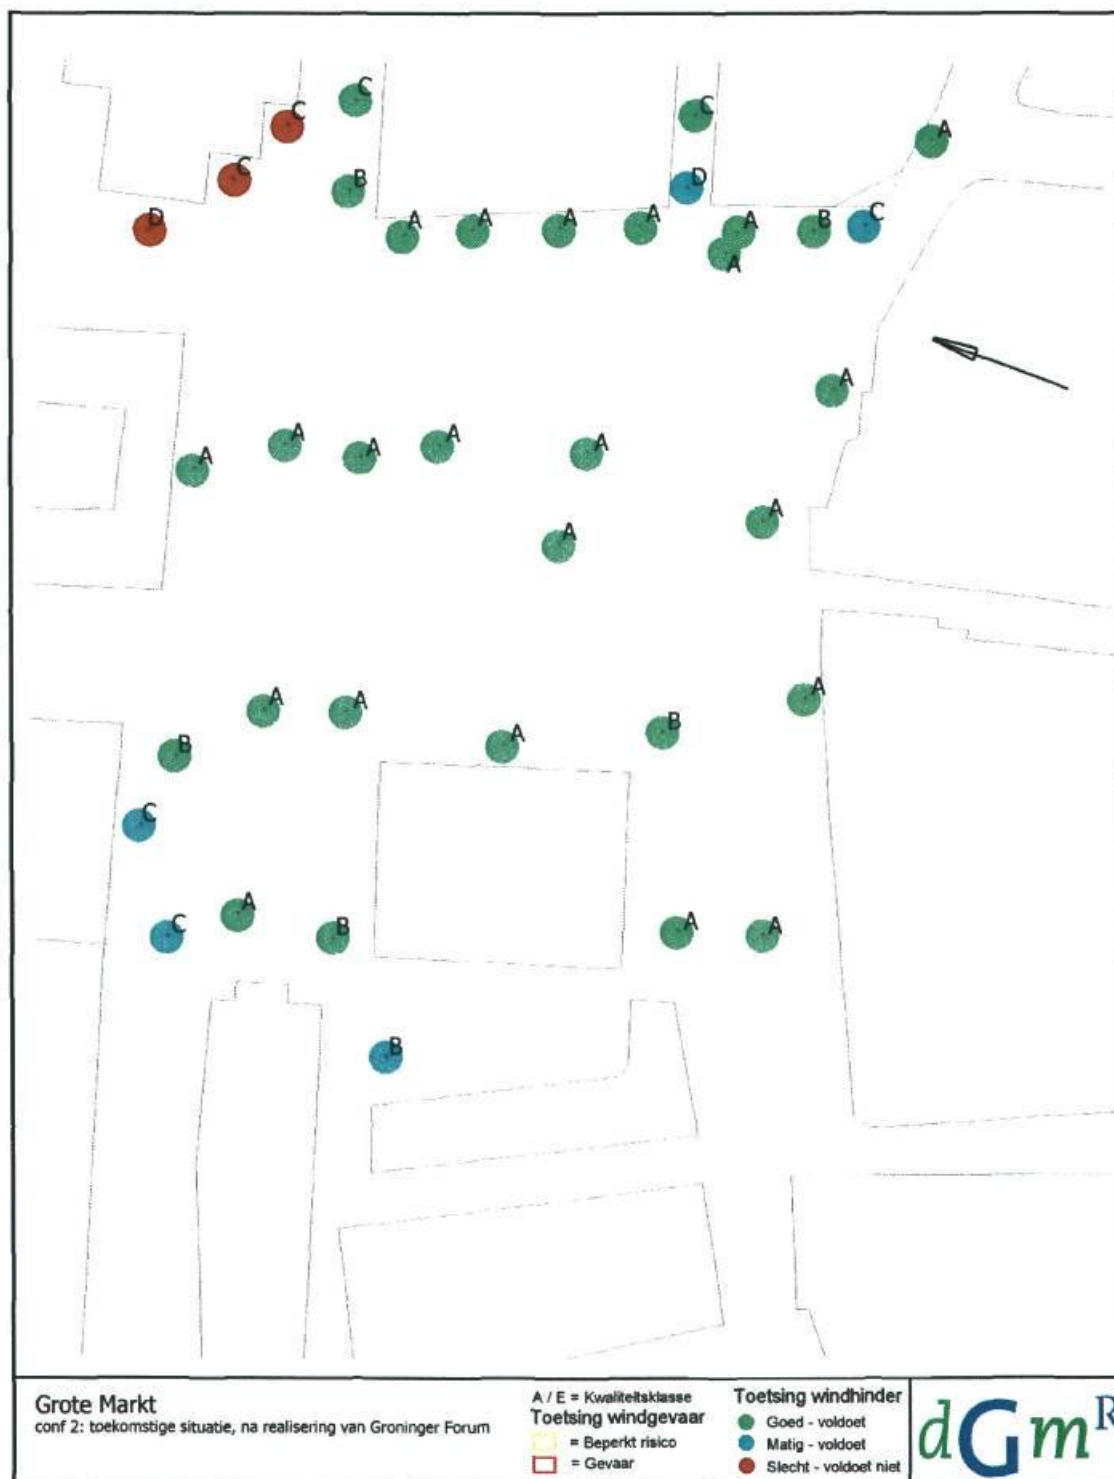 C
C
C
A
C
B
D
D
A
A
A
A
A
B
C
A
A
A
A
A
A
A
A
A
A
A
A
B
A
B
C
A
C
B
A
A
B
Grote Markt
conf 2: toekomstige situatie, na realisering van Groninger Forum
A / E = Kwaliteitsklasse
Toetsing windgevaar
= Beperkt risico
= Gevaar
Toetsing windhinder
Goed - voldoet
Matig - voldoet
Slecht - voldoet niet
dGmR